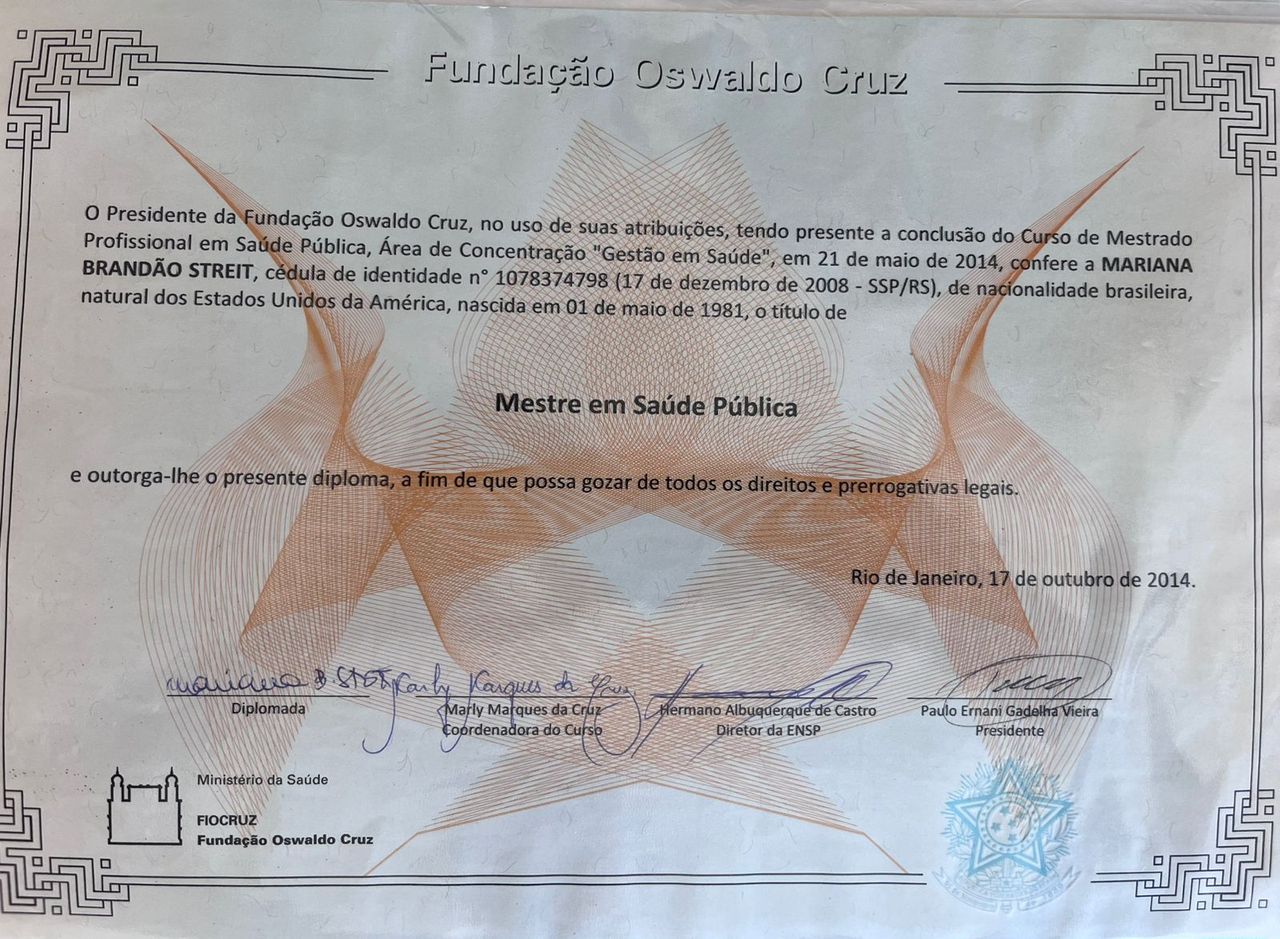 Fundação Oswaldo Cruz
O Presidente da Fundação Oswaldo Cruz, no uso de suas atribuições, tendo presente a conclusão do Curso de Mestrado
Profissional em Saúde Pública, Área de Concentração "Gestão em Saúde", em 21 de maio de 2014, confere a MARIANA
BRANDÃO STREIT, cédula de identidade n° 1078374798 (17 de dezembro de 2008 - SSP/RS), de nacionalidade brasileira,
natural dos Estados Unidos da América, nascida em 01 de maio de 1981, o título de
Mestre em Saúde Pública
e outorga-lhe o presente diploma, a fim de que possa gozar de todos os direitos e prerrogativas legais.
Rio de Janeiro, 17 de outubro de 2014.
Mariana B. Streit Marly Marques da Cruz
Diplomada
Marly Marques da Cruz
Coordenadora do Curso
Hermano Albuquerque de Castro
Diretor da ENSP
Paulo Ernani Gadelha Vieira
Presidente
Ministério da Saúde
FIOCRUZ
Fundação Oswaldo Cruz